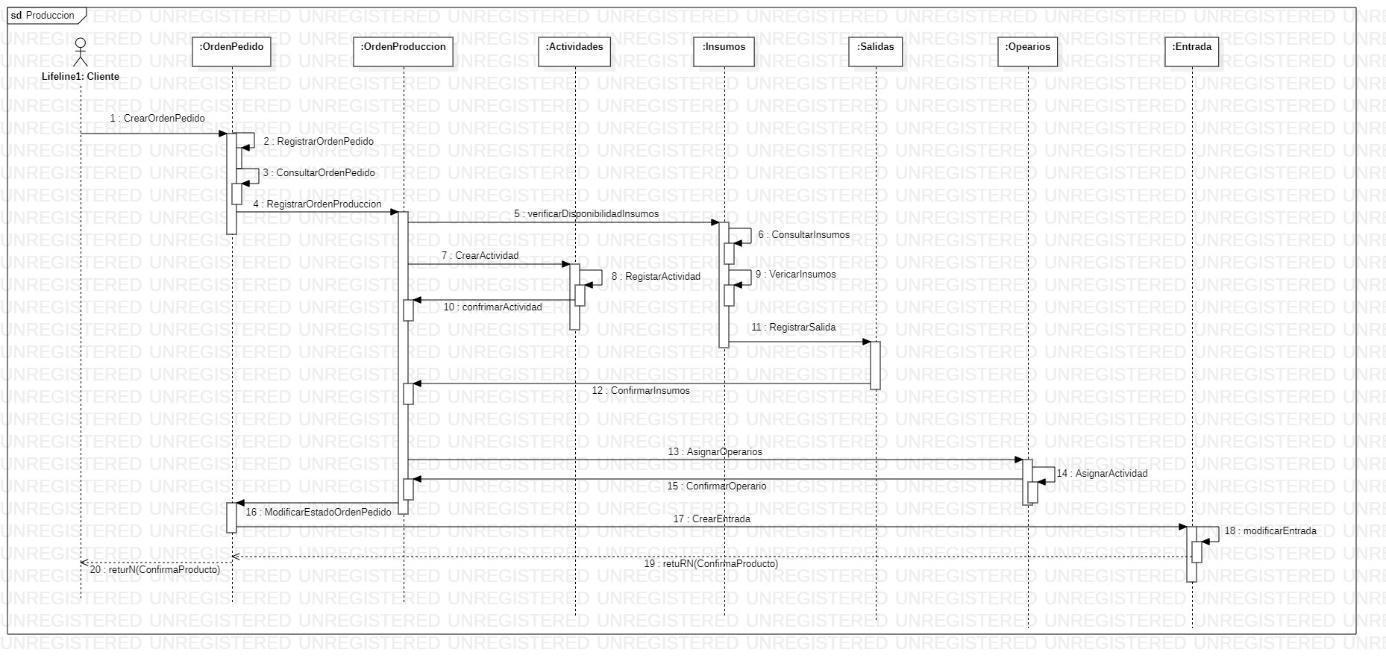 sd Produccion
:OrdenPedido
:OrdenProduccion
:Actividades
:Insumos
:Salidas
:Opearios
:Entrada
Lifeline1: Cliente
1 : CrearOrdenPedido
2 : RegistrarOrdenPedido
3 : ConsultarOrdenPedido
4 : RegistrarOrdenProduccion
5 : verificarDisponibilidadInsumos
6 : ConsultarInsumos
7 : CrearActividad
8 : RegistarActividad
9 : VericarInsumos
10 : confrimarActividad
11 : RegistrarSalida
12 : ConfirmarInsumos
13 : AsignarOperarios
14 : AsignarActividad
15 : ConfirmarOperario
16 : ModificarEstadoOrdenPedido
17 : CrearEntrada
18 : modificarEntrada
19 : retuRN(ConfirmaProducto)
20 : returN(ConfirmaProducto)
UNREGISTERED